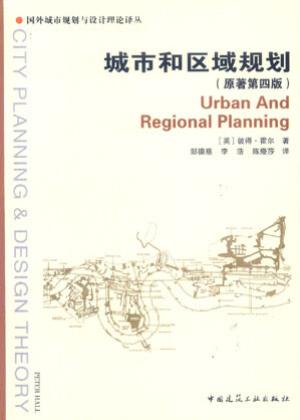 国外城市规划与设计理论译丛
CITY PLANNING & DESIGN THEORY
城市和区域规划
(原著第四版)
Urban And
Regional Planning
[英] 彼得·霍尔 著
邹德慈 李浩 陈熳莎 译
PETER HALL
中国建筑工业出版社